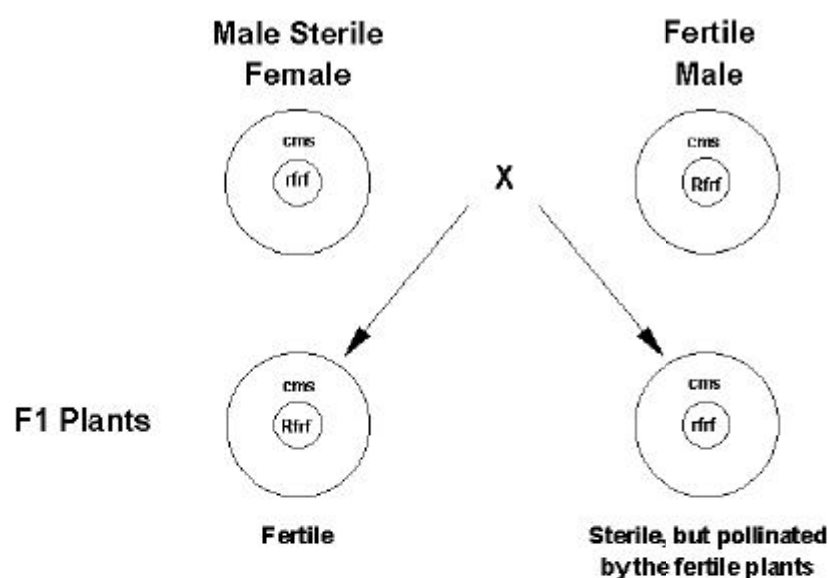 Male Sterile
Female
Fertile
Male
cms
rfrf
X
cms
Rfrf
F1 Plants
cms
Rfrf
cms
rfrf
Fertile
Sterile, but pollinated
by the fertile plants